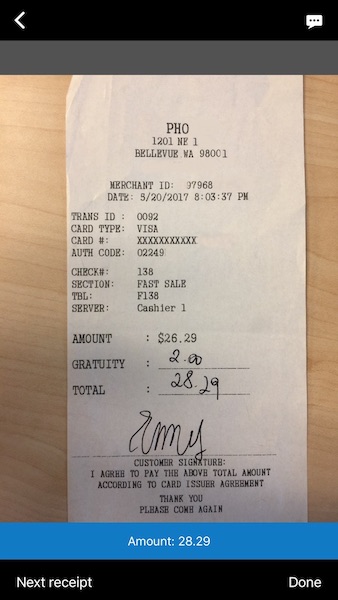 PHO
1201 NE 1
BELLEVUE WA 98001
MERCHANT ID: 97968
DATE: 5/20/2017 8:03:37 PM
TRANS ID : 0092
CARD TYPE: VISA
CARD #: XXXXXXXXXXX
AUTH CODE: 02249
CHECK#: 138
SECTION: FAST SALE
TBL: F138
SERVER: Cashier 1
AMOUNT : $26.29
GRATUITY : 2.00
TOTAL : 28.29
Emmy
CUSTOMER SIGNATURE:
I AGREE TO PAY THE ABOVE TOTAL AMOUNT
ACCORDING TO CARD ISSUER AGREEMENT
THANK YOU
PLEASE COME AGAIN
Amount: 28.29
Next receipt Done